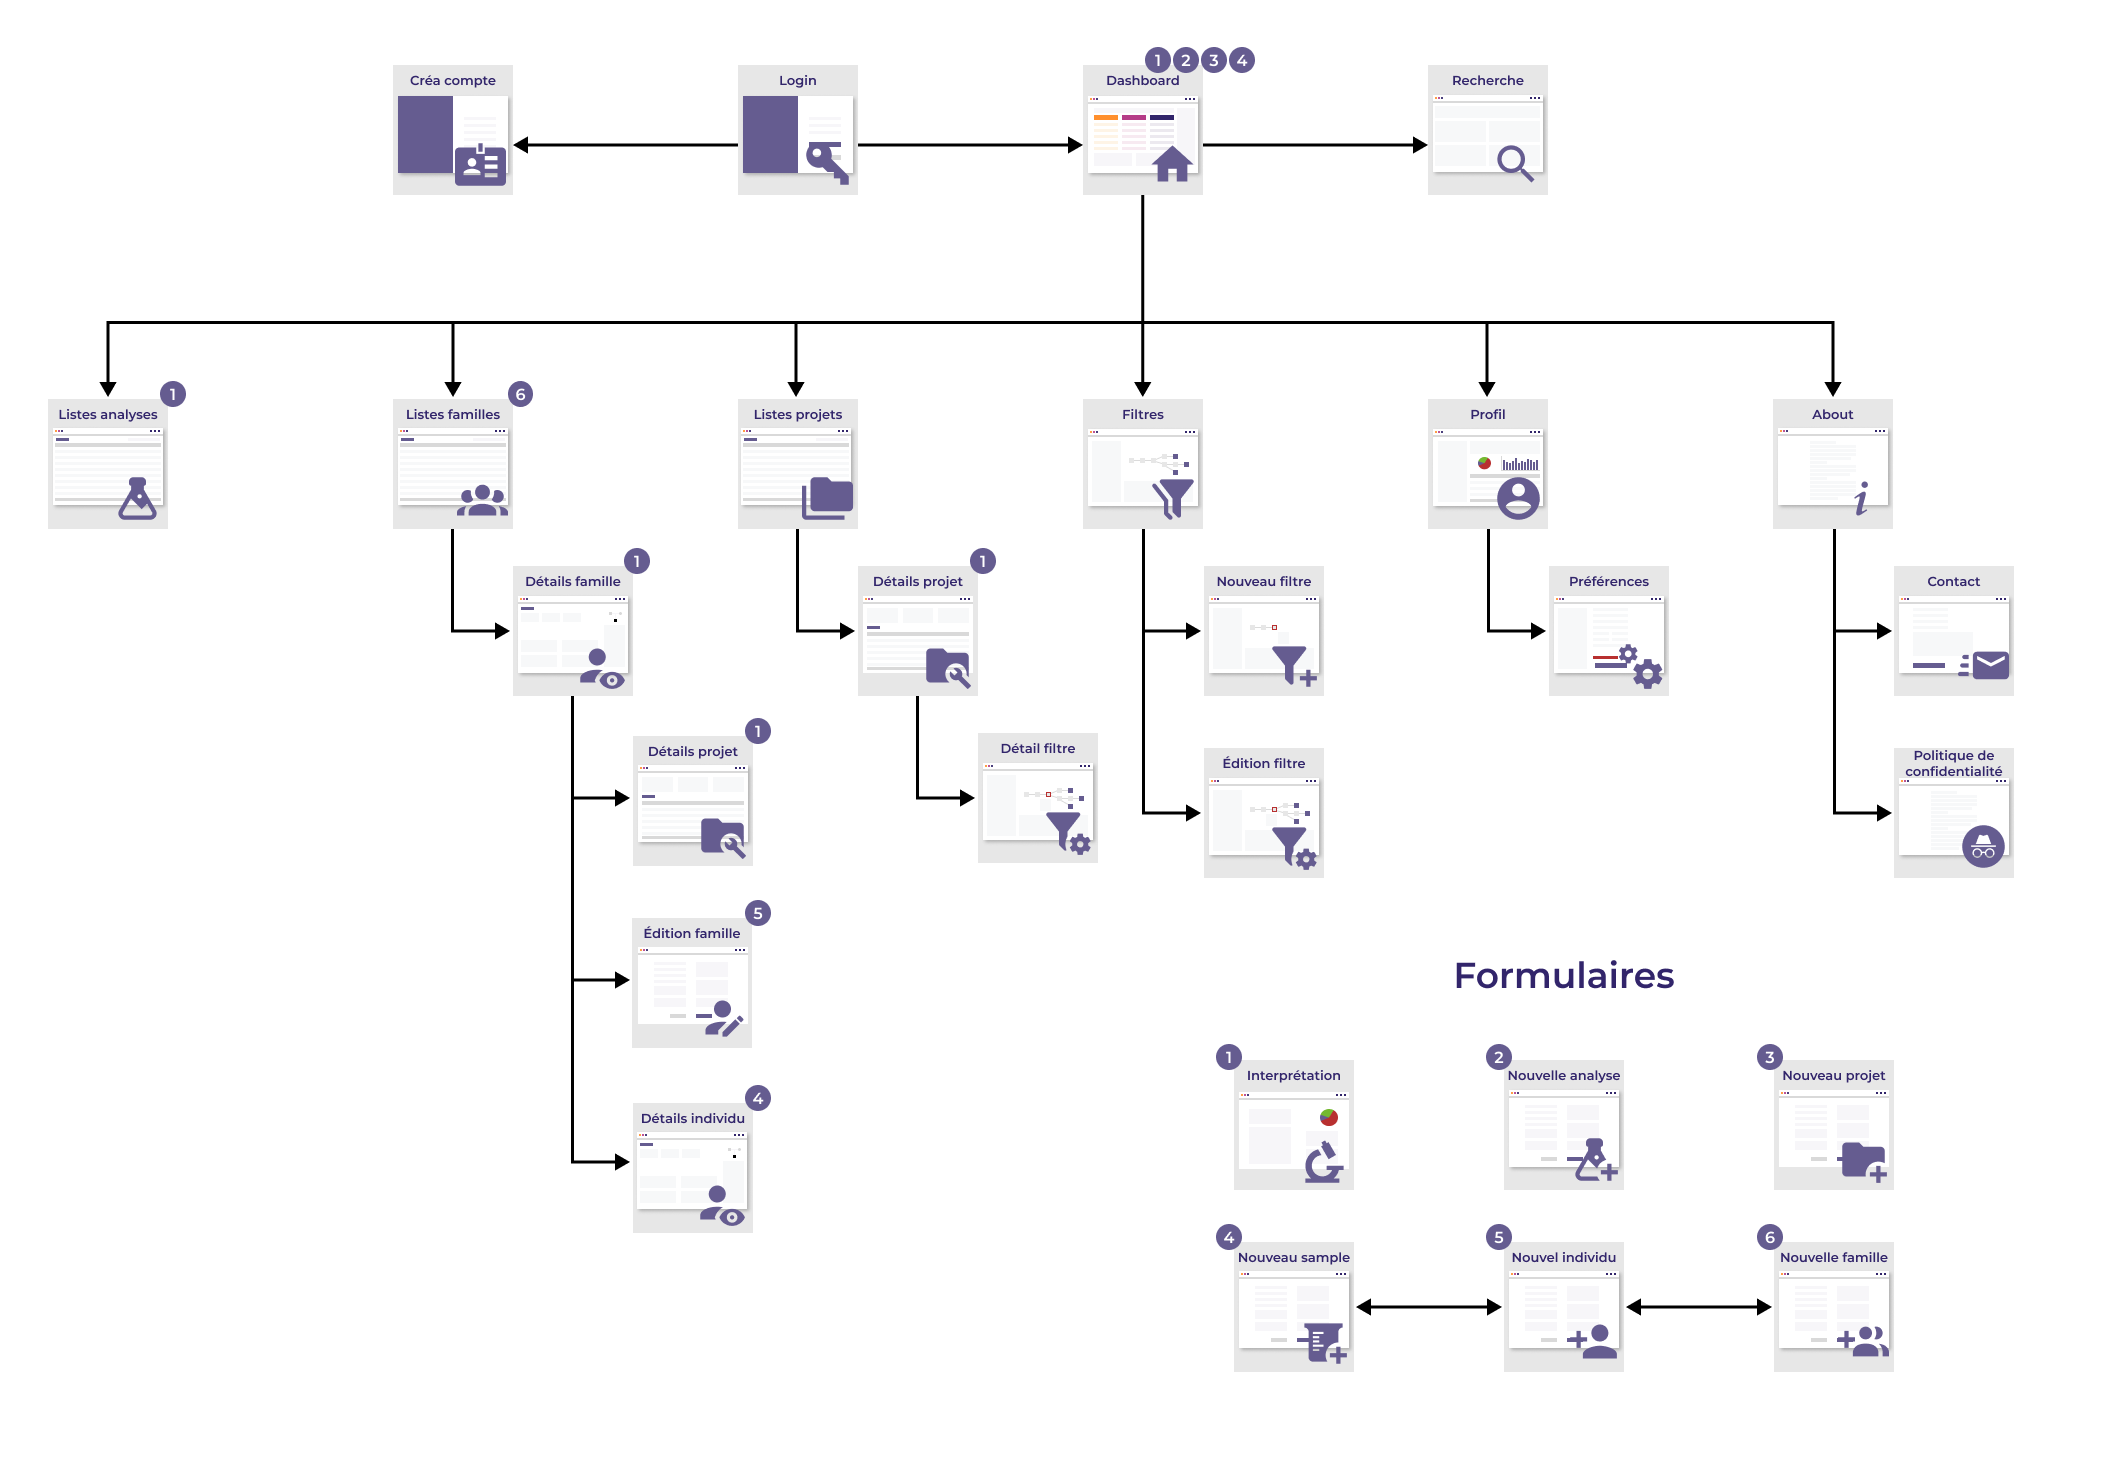 1 2 3 4
Créa compte
Login
Dashboard
Recherche
1
6
Listes analyses
Listes familles
Listes projets
Filtres
Profil
About
1
1
Détails famille
Détails projet
Nouveau filtre
Préférences
Contact
1
Détails projet
Détail filtre
Édition filtre
Politique de
confidentialité
5
Édition famille
Formulaires
1
2
3
Interprétation
Nouvelle analyse
Nouveau projet
4
Détails individu
4
5
6
Nouveau sample
Nouvel individu
Nouvelle famille